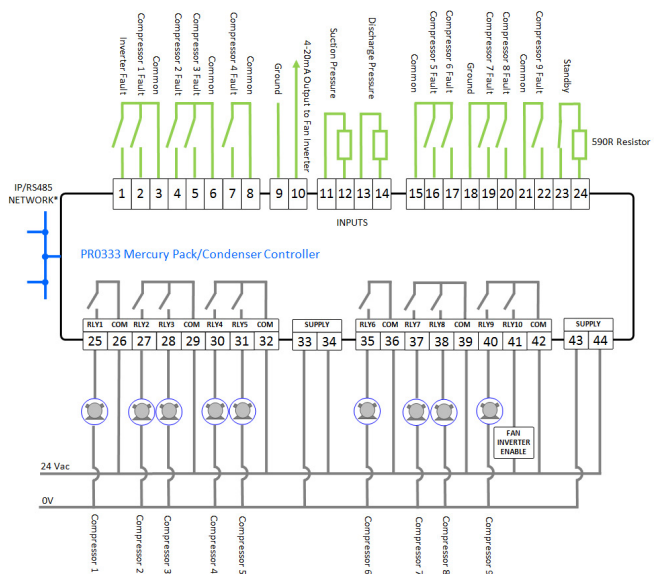 Inverter Fault
Compressor 1 Fault
Common
Compressor 2 Fault
Compressor 3 Fault
Common
Compressor 4 Fault
Common
Ground
4-20mA Output to Fan Inverter
Suction Pressure
Discharge Pressure
Common
Compressor 5 Fault
Compressor 6 Fault
Ground
Compressor 7 Fault
Compressor 8 Fault
Common
Compressor 9 Fault
Standby
590R Resistor
IP/RS485
NETWORK*
1 2 3 4 5 6 7 8 9 10 11 12 13 14 15 16 17 18 19 20 21 22 23 24
INPUTS
PR0333 Mercury Pack/Condenser Controller
RLY1 COM RLY2 RLY3 COM RLY4 RLY5 COM SUPPLY RLY6 COM RLY7 RLY8 COM RLY9 RLY10 COM SUPPLY
25 26 27 28 29 30 31 32 33 34 35 36 37 38 39 40 41 42 43 44
FAN
INVERTER
ENABLE
24 Vac
0V
Compressor 1
Compressor 2
Compressor 3
Compressor 4
Compressor 5
Compressor 6
Compressor 7
Compressor 8
Compressor 9